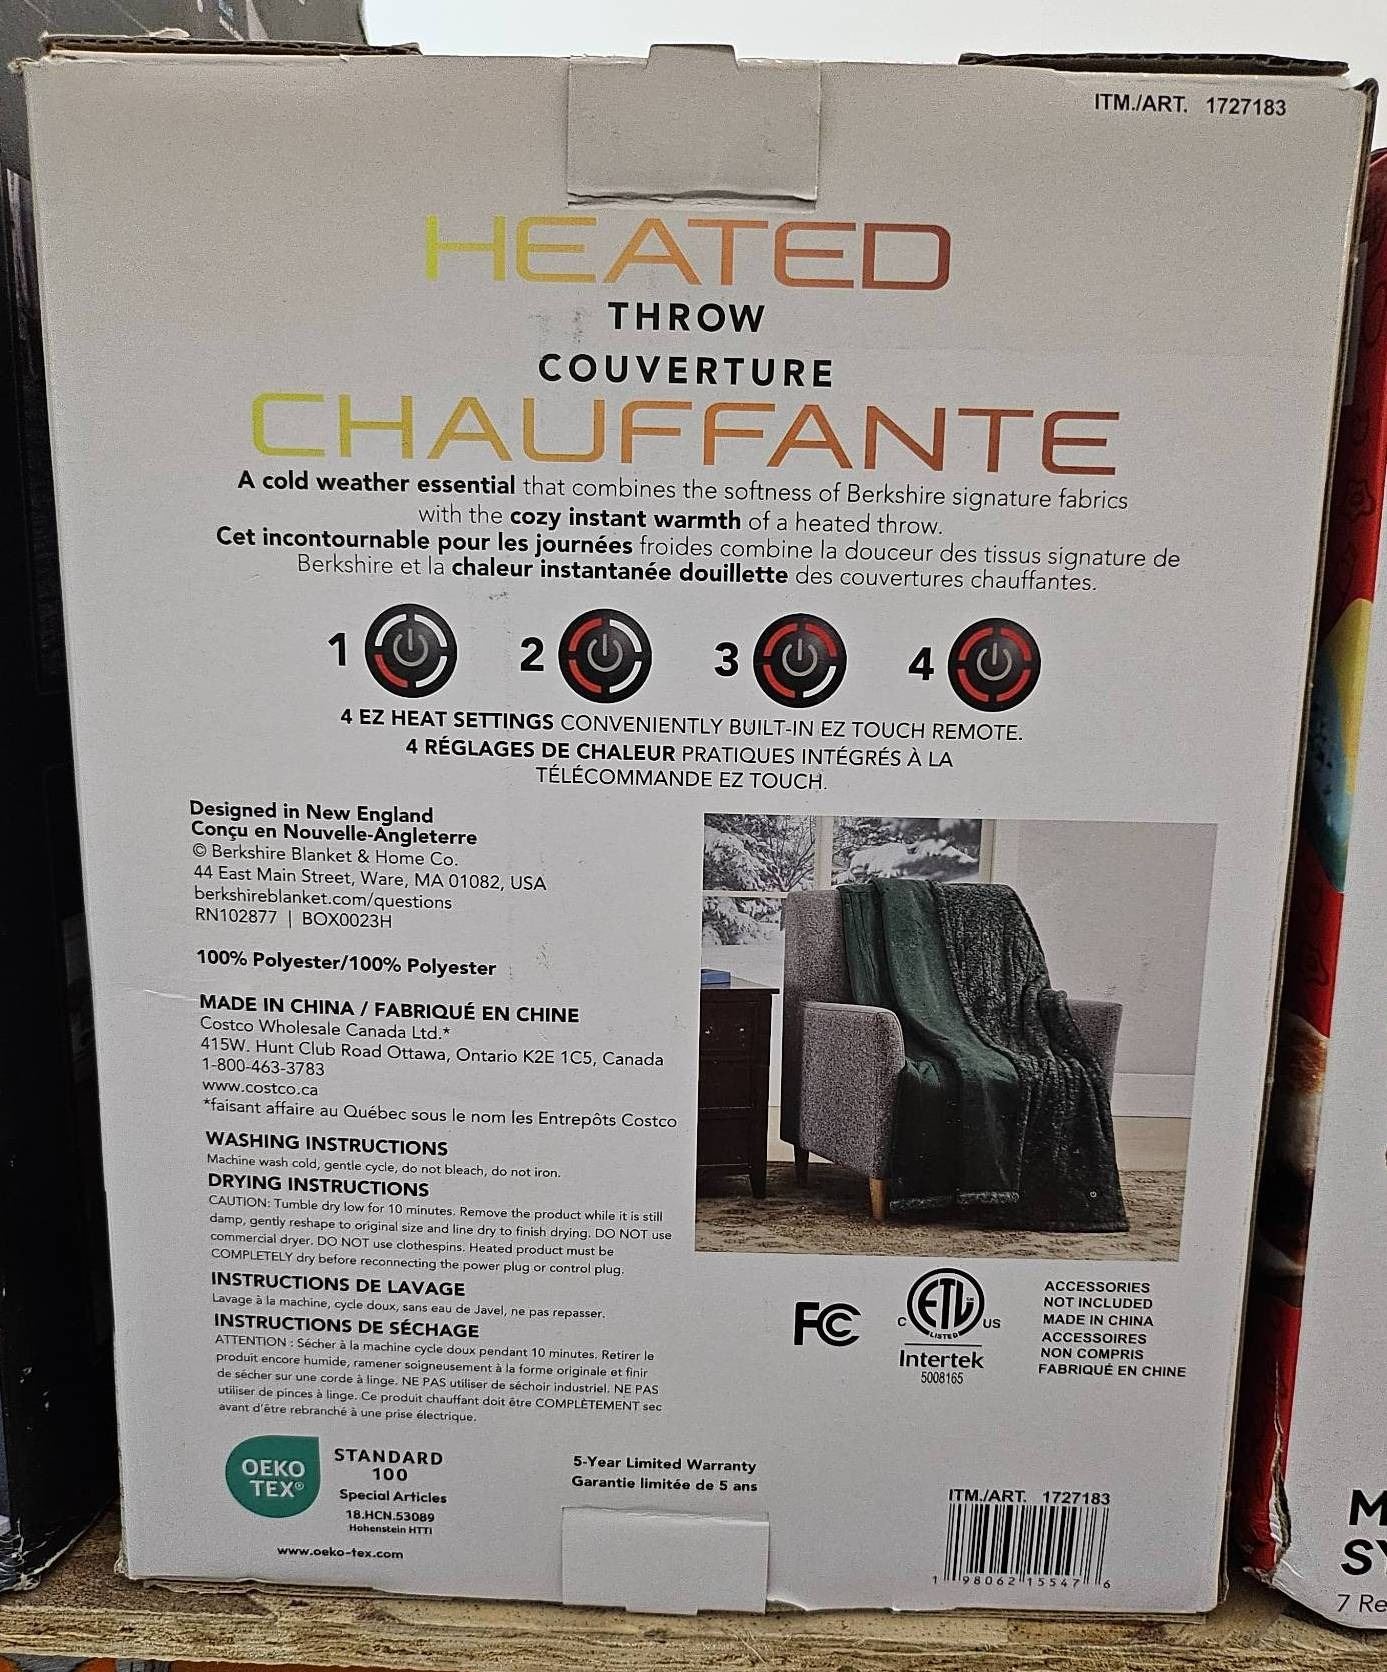 ITM./ART. 1727183
HEATED
THROW
COUVERTURE
CHAUFFANTE
A cold weather essential that combines the softness of Berkshire signature fabrics
with the cozy instant warmth of a heated throw.
Cet incontournable pour les journées froides combine la douceur des tissus signature de
Berkshire et la chaleur instantanée douillette des couvertures chauffantes.
1 2 3 4
4 EZ HEAT SETTINGS CONVENIENTLY BUILT-IN EZ TOUCH REMOTE.
4 RÉGLAGES DE CHALEUR PRATIQUES INTÉGRÉS À LA
TÉLÉCOMMANDE EZ TOUCH.
Designed in New England
Conçu en Nouvelle-Angleterre
© Berkshire Blanket & Home Co.
44 East Main Street, Ware, MA 01082, USA
berkshireblanket.com/questions
RN102877 | BOX0023H
100% Polyester/100% Polyester
MADE IN CHINA / FABRIQUÉ EN CHINE
Costco Wholesale Canada Ltd.*
415W. Hunt Club Road Ottawa, Ontario K2E 1C5, Canada
1-800-463-3783
www.costco.ca
*faisant affaire au Québec sous le nom les Entrepôts Costco
WASHING INSTRUCTIONS
Machine wash cold, gentle cycle, do not bleach, do not iron.
DRYING INSTRUCTIONS
CAUTION: Tumble dry low for 10 minutes. Remove the product while it is still
damp, gently reshape to original size and line dry to finish drying. DO NOT use
commercial dryer. DO NOT use clothespins. Heated product must be
COMPLETELY dry before reconnecting the power plug or control plug.
INSTRUCTIONS DE LAVAGE
Lavage à la machine, cycle doux, sans eau de Javel, ne pas repasser.
INSTRUCTIONS DE SÉCHAGE
ATTENTION : Sécher à la machine cycle doux pendant 10 minutes. Retirer le
produit encore humide, ramener soigneusement à la forme originale et finir
de sécher sur une corde à linge. NE PAS utiliser de séchoir industriel. NE PAS
utiliser de pinces à linge. Ce produit chauffant doit être COMPLÈTEMENT sec
avant d'être rebranché à une prise électrique.
FC
C ETL US
LISTED
Intertek
5008165
ACCESSORIES
NOT INCLUDED
MADE IN CHINA
ACCESSOIRES
NON COMPRIS
FABRIQUÉ EN CHINE
OEKO
TEX®
STANDARD
100
Special Articles
18.HCN.53089
Hohenstein HTTI
www.oeko-tex.com
5-Year Limited Warranty
Garantie limitée de 5 ans
ITM./ART. 1727183
1 98062 15547 6
7 Re